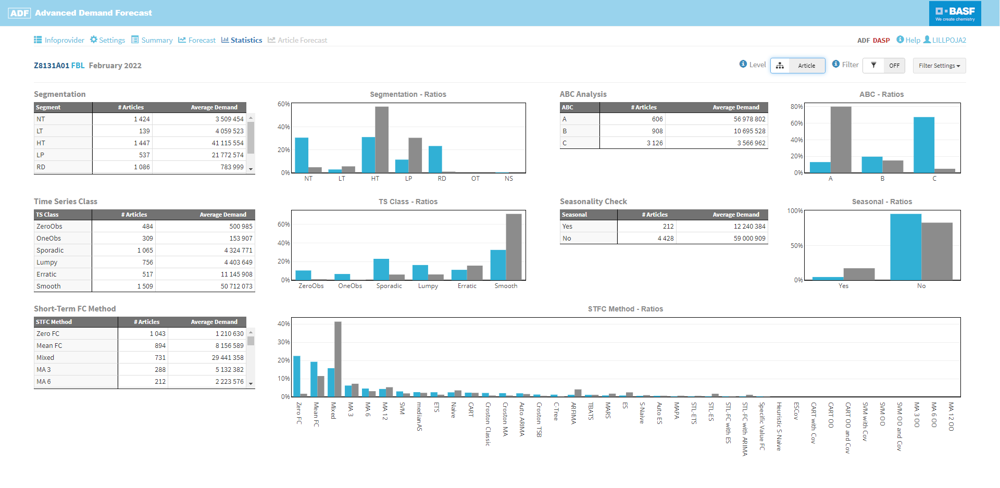 ADF Advanced Demand Forecast
BASF
We create chemistry
Infoprovider Settings Summary Forecast Statistics Article Forecast
ADF DASP Help LILLPOJA2
Z8131A01 FBL February 2022
Level Article Filter OFF Filter Settings
Segmentation
Segment # Articles Average Demand
NT 1 424 3 509 454
LT 139 4 059 523
HT 1 447 41 115 554
LP 537 21 772 574
RD 1 086 783 999
Segmentation - Ratios
60%
40%
20%
0%
NT LT HT LP RD OT NS
ABC Analysis
ABC # Articles Average Demand
A 606 56 978 802
B 908 10 695 528
C 3 126 3 566 962
ABC - Ratios
80%
60%
40%
20%
0%
A B C
Time Series Class
TS Class # Articles Average Demand
ZeroObs 484 500 985
OneObs 309 153 907
Sporadic 1 065 4 324 771
Lumpy 756 4 403 649
Erratic 517 11 145 908
Smooth 1 509 50 712 073
TS Class - Ratios
60%
40%
20%
0%
ZeroObs OneObs Sporadic Lumpy Erratic Smooth
Seasonality Check
Seasonal # Articles Average Demand
Yes 212 12 240 384
No 4 428 59 000 909
Seasonal - Ratios
100%
50%
0%
Yes No
Short-Term FC Method
STFC Method # Articles Average Demand
Zero FC 1 043 1 210 630
Mean FC 894 8 156 589
Mixed 731 29 441 358
MA 3 288 5 132 382
MA 6 212 2 223 576
STFC Method - Ratios
40%
30%
20%
10%
0%
Zero FC
Mean FC
Mixed
MA 3
MA 6
MA 12
SVM
medianAS
ETS
Naive
CART
Croston Classic
Croston MA
Auto ARIMA
Croston TSB
C-Tree
ARFIMA
TBATS
MARS
ES
S-Naive
Auto ES
MAPA
STL-ETS
STL-ES
STL-FC with ES
STL-FC with ARIMA
Specific Value FC
Heuristic S-Naive
ESCov
CART with Cov
CART OO
CART OO and Cov
SVM with Cov
SVM OO
SVM OO and Cov
MA 3 OO
MA 6 OO
MA 12 OO